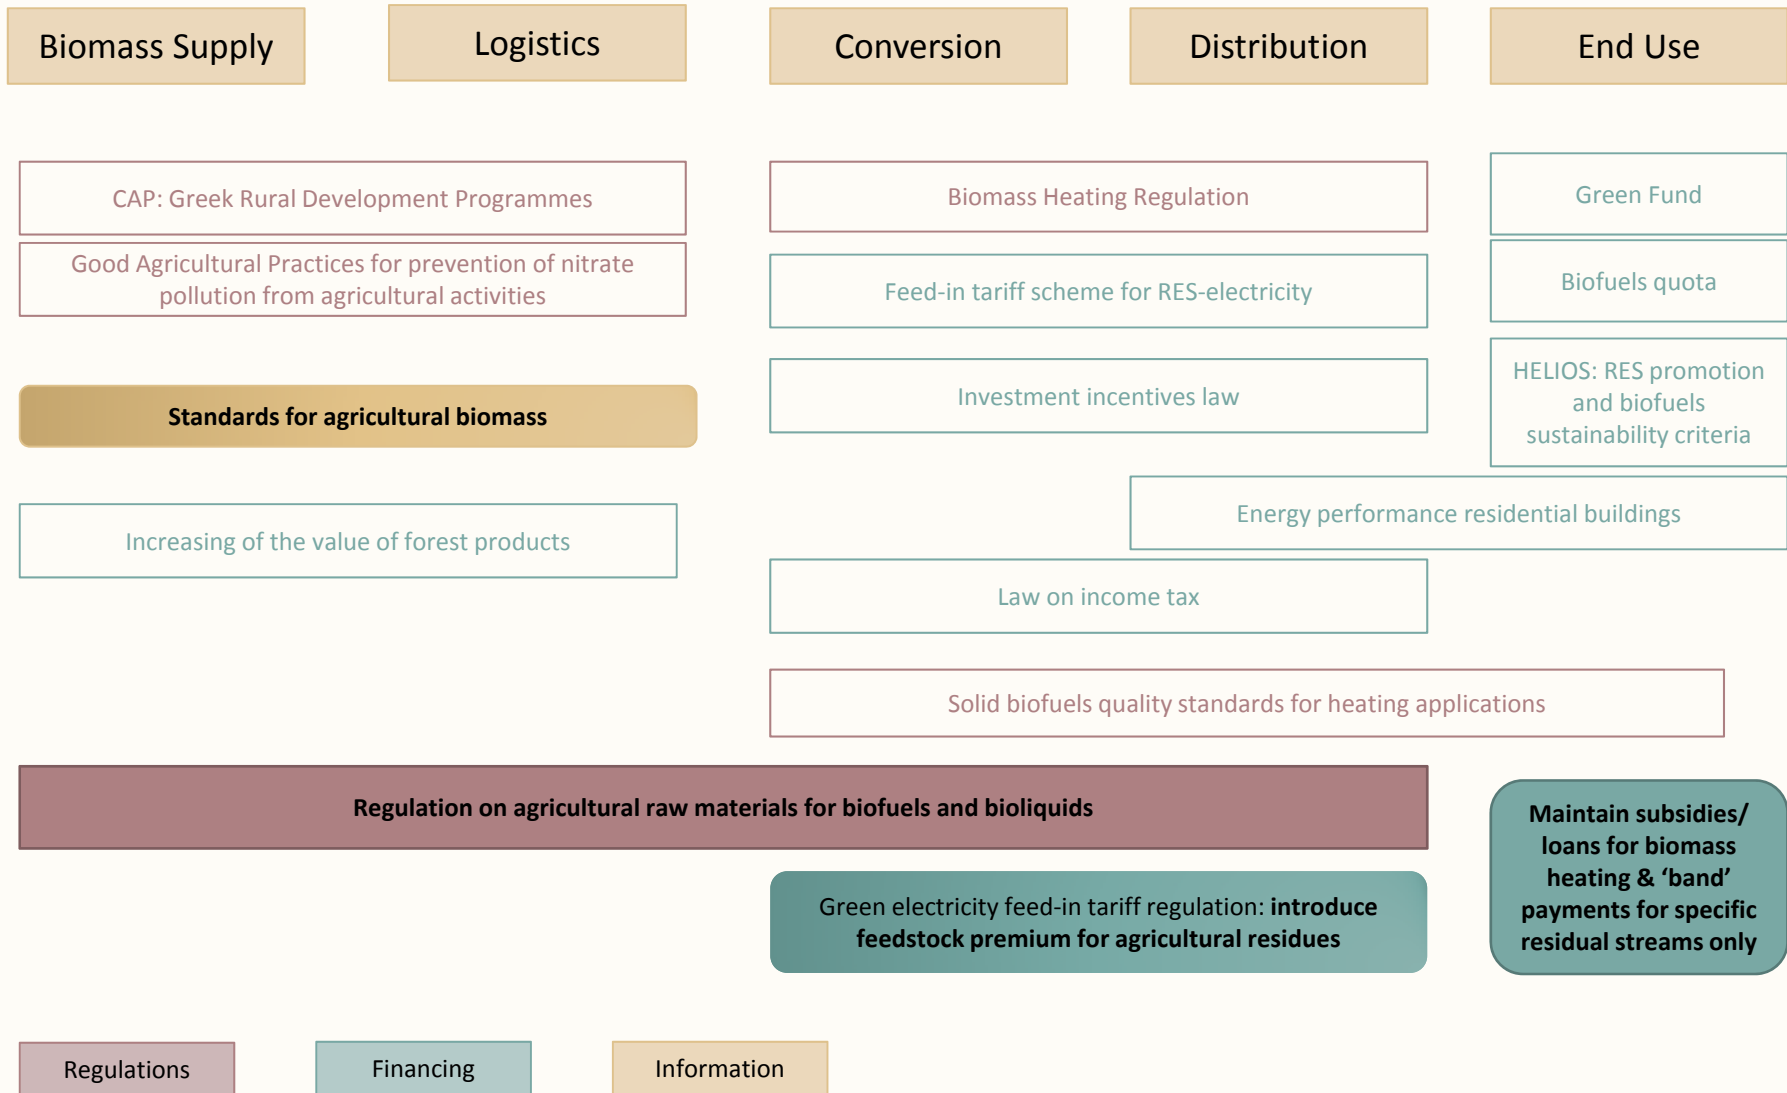 Biomass Supply
Logistics
Conversion
Distribution
End Use
CAP: Greek Rural Development Programmes
Good Agricultural Practices for prevention of nitrate
pollution from agricultural activities
Standards for agricultural biomass
Increasing of the value of forest products
Biomass Heating Regulation
Feed-in tariff scheme for RES-electricity
Investment incentives law
Green Fund
Biofuels quota
HELIOS: RES promotion
and biofuels
sustainability criteria
Energy performance residential buildings
Law on income tax
Solid biofuels quality standards for heating applications
Regulation on agricultural raw materials for biofuels and bioliquids
Green electricity feed-in tariff regulation: introduce
feedstock premium for agricultural residues
Maintain subsidies/
loans for biomass
heating & ‘band’
payments for specific
residual streams only
Regulations
Financing
Information